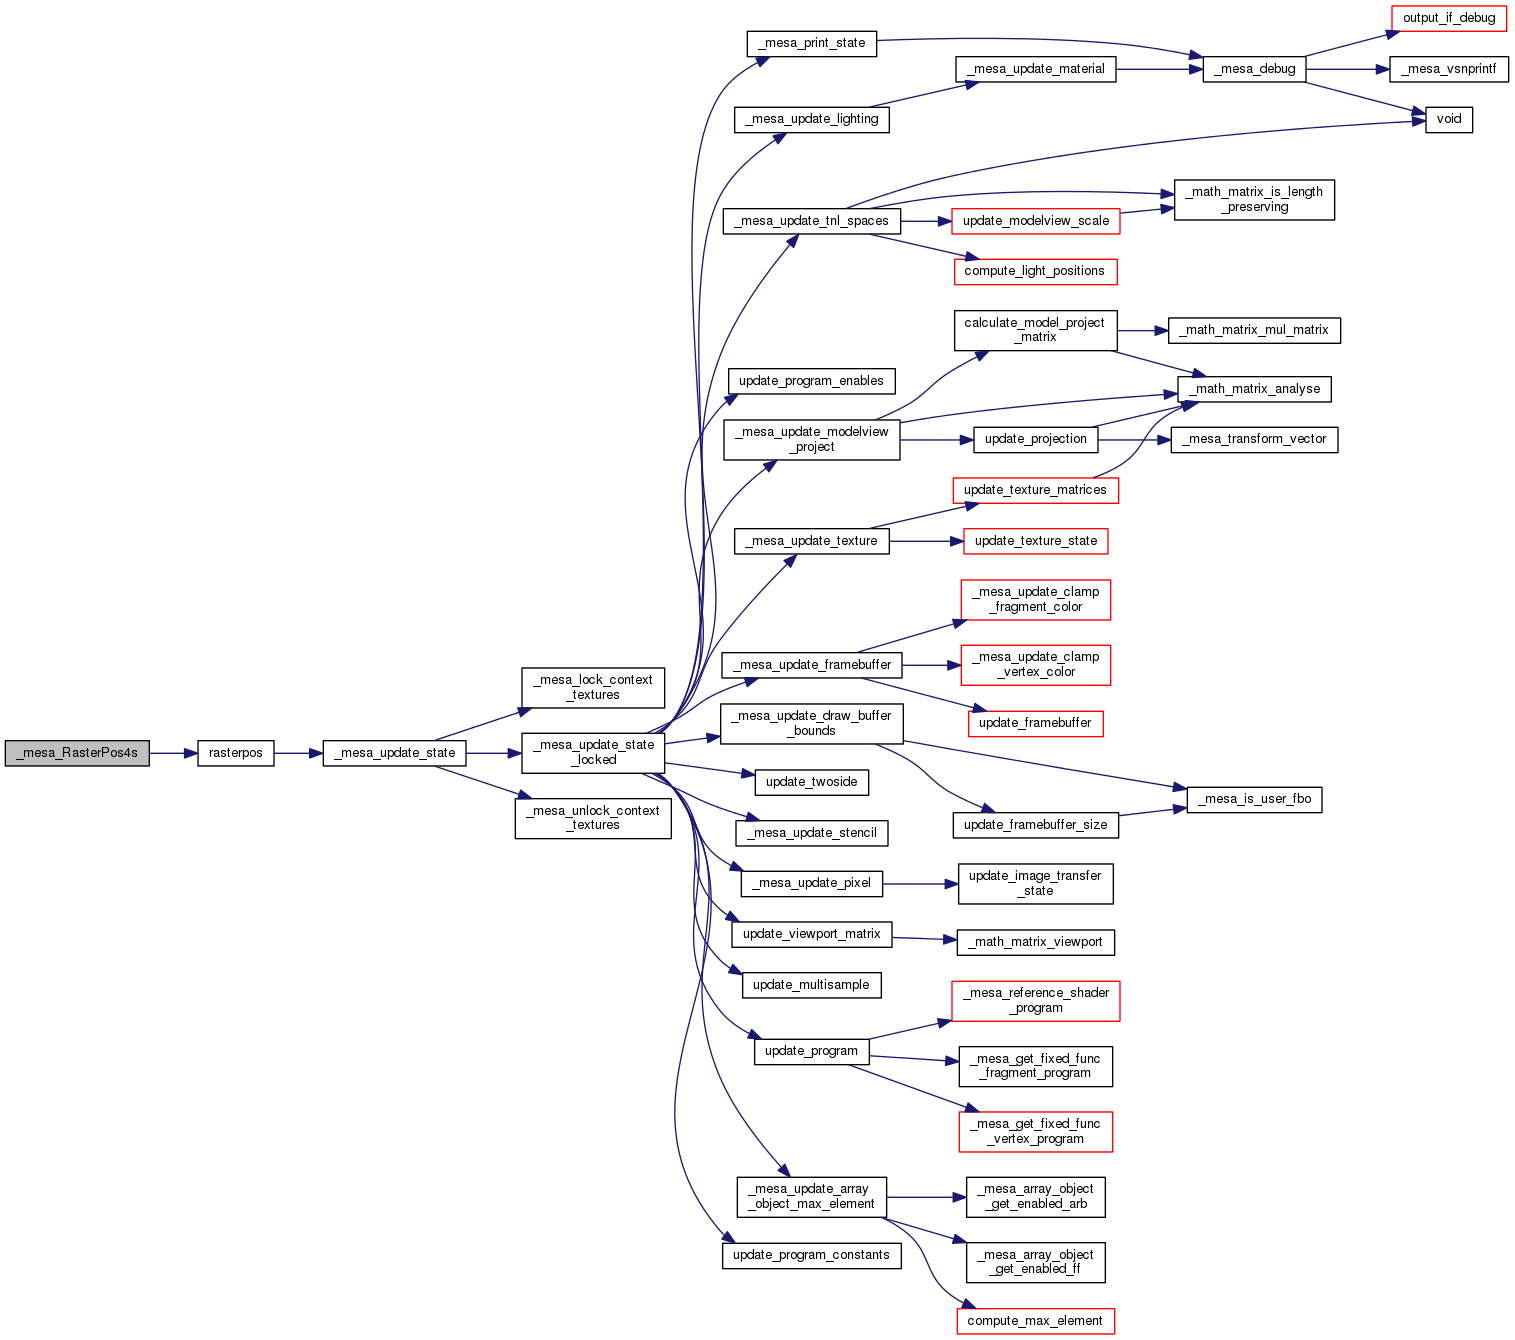 _mesa_RasterPos4s
rasterpos
_mesa_update_state
_mesa_lock_context
_textures
_mesa_update_state
_locked
_mesa_unlock_context
_textures
_mesa_print_state
_mesa_update_lighting
_mesa_update_tnl_spaces
update_program_enables
_mesa_update_modelview
_project
_mesa_update_texture
_mesa_update_framebuffer
_mesa_update_draw_buffer
_bounds
update_twoside
_mesa_update_stencil
_mesa_update_pixel
update_viewport_matrix
update_multisample
update_program
_mesa_update_array
_object_max_element
update_program_constants
_mesa_update_material
update_modelview_scale
compute_light_positions
calculate_model_project
_matrix
update_projection
update_texture_matrices
update_texture_state
_mesa_update_clamp
_fragment_color
_mesa_update_clamp
_vertex_color
update_framebuffer
update_framebuffer_size
update_image_transfer
_state
_math_matrix_viewport
_mesa_reference_shader
_program
_mesa_get_fixed_func
_fragment_program
_mesa_get_fixed_func
_vertex_program
_mesa_array_object
_get_enabled_arb
_mesa_array_object
_get_enabled_ff
compute_max_element
_mesa_debug
_math_matrix_is_length
_preserving
_math_matrix_mul_matrix
_math_matrix_analyse
_mesa_transform_vector
_mesa_is_user_fbo
output_if_debug
_mesa_vsnprintf
void